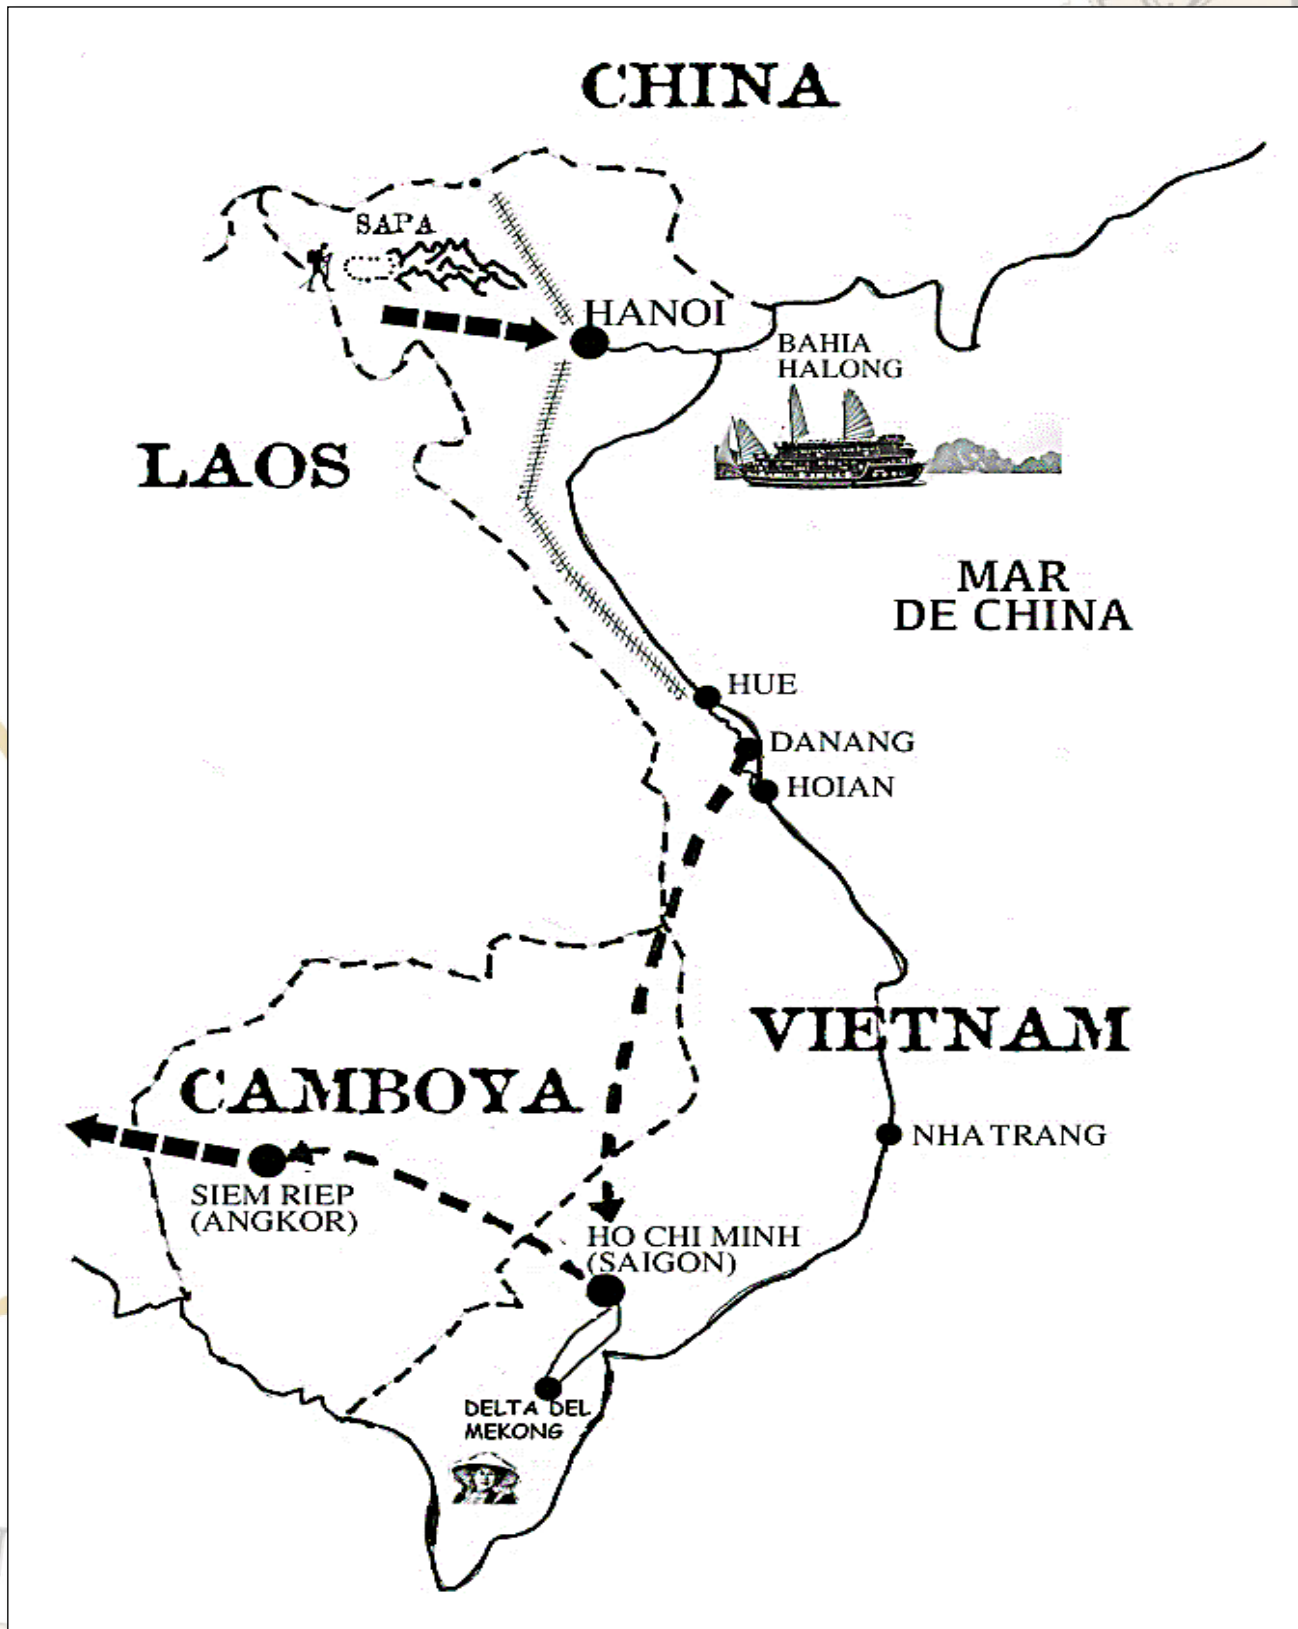 CHINA
SAPA
HANOI
BAHIA
HALONG
LAOS
MAR
DE CHINA
HUE
DANANG
HOIAN
VIETNAM
CAMBOYA
NHA TRANG
SIEM RIEP
(ANGKOR)
HO CHI MINH
(SAIGON)
DELTA DEL
MEKONG